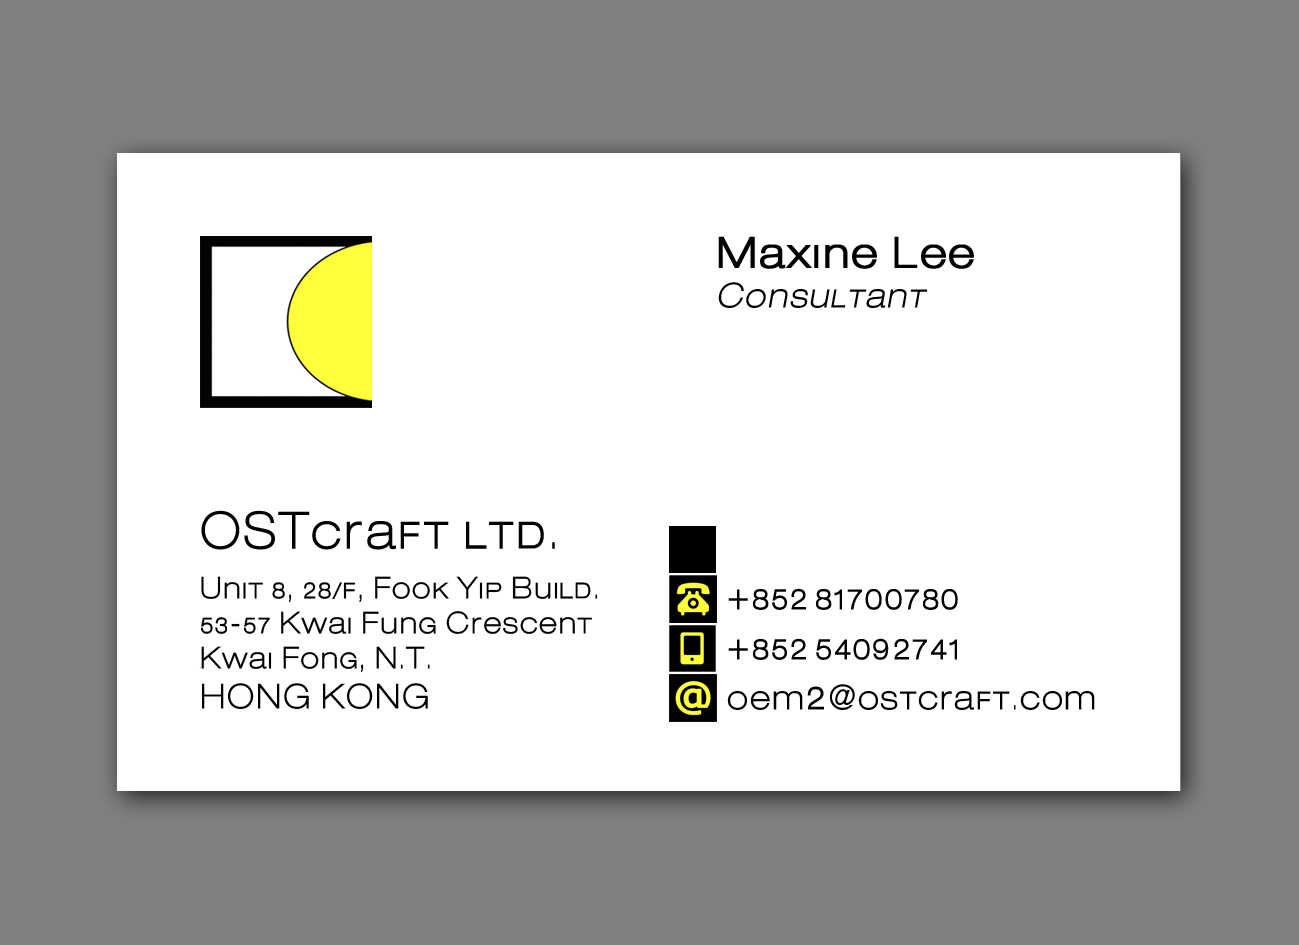 Maxine Lee
Consultant
OSTcraft Ltd.
Unit 8, 28/F, Fook Yip Build.
53-57 Kwai Fung Crescent
Kwai Fong, N.T.
HONG KONG
+852 81700780
+852 54092741
@ oem2@ostcraft.com